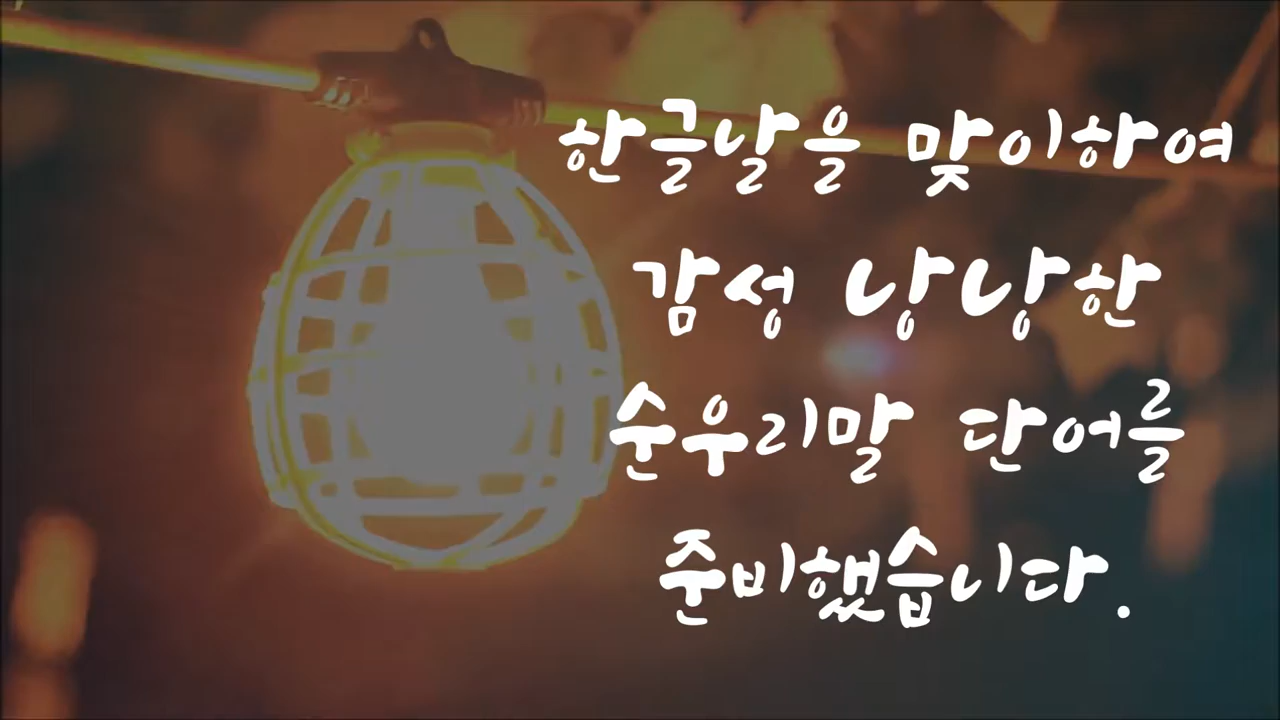 한글날을 맞이하여
감성 낭낭한
순우리말 단어를
준비했습니다.